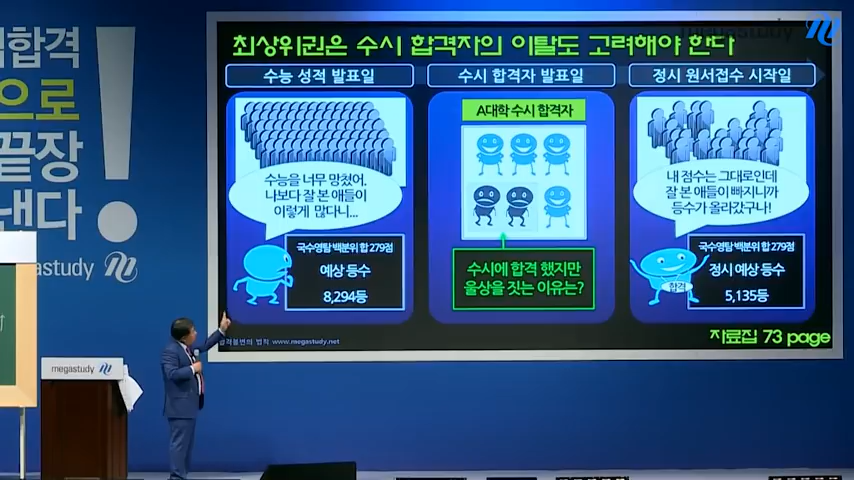 합격
으로
끝장
낸다
!
megastudy
최상위권은 수시 합격자의 이탈도 고려해야 한다
megastudy
수능 성적 발표일
수시 합격자 발표일
정시 원서접수 시작일
수능을 너무 망쳤어.
나보다 잘 본 애들이
이렇게 많다니...
국수영탐 백분위 합 279점
예상 등수
8,294등
A대학 수시 합격자
수시에 합격 했지만
울상을 짓는 이유는?
내 점수는 그대로인데
잘 본 애들이 빠지니까
등수가 올라갔구나!
합격
국수영탐 백분위 합 279점
정시 예상 등수
5,135등
합격불변의 법칙 www.megastudy.net
자료집 73 page
megastudy